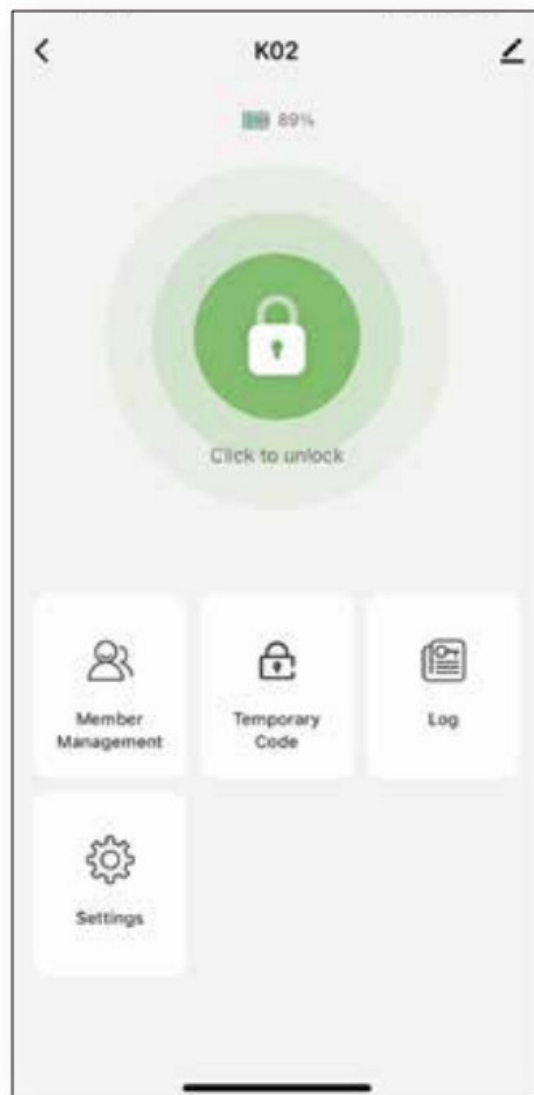 K02
89%
Click to unlock
Member
Management
Temporary
Code
Log
Settings